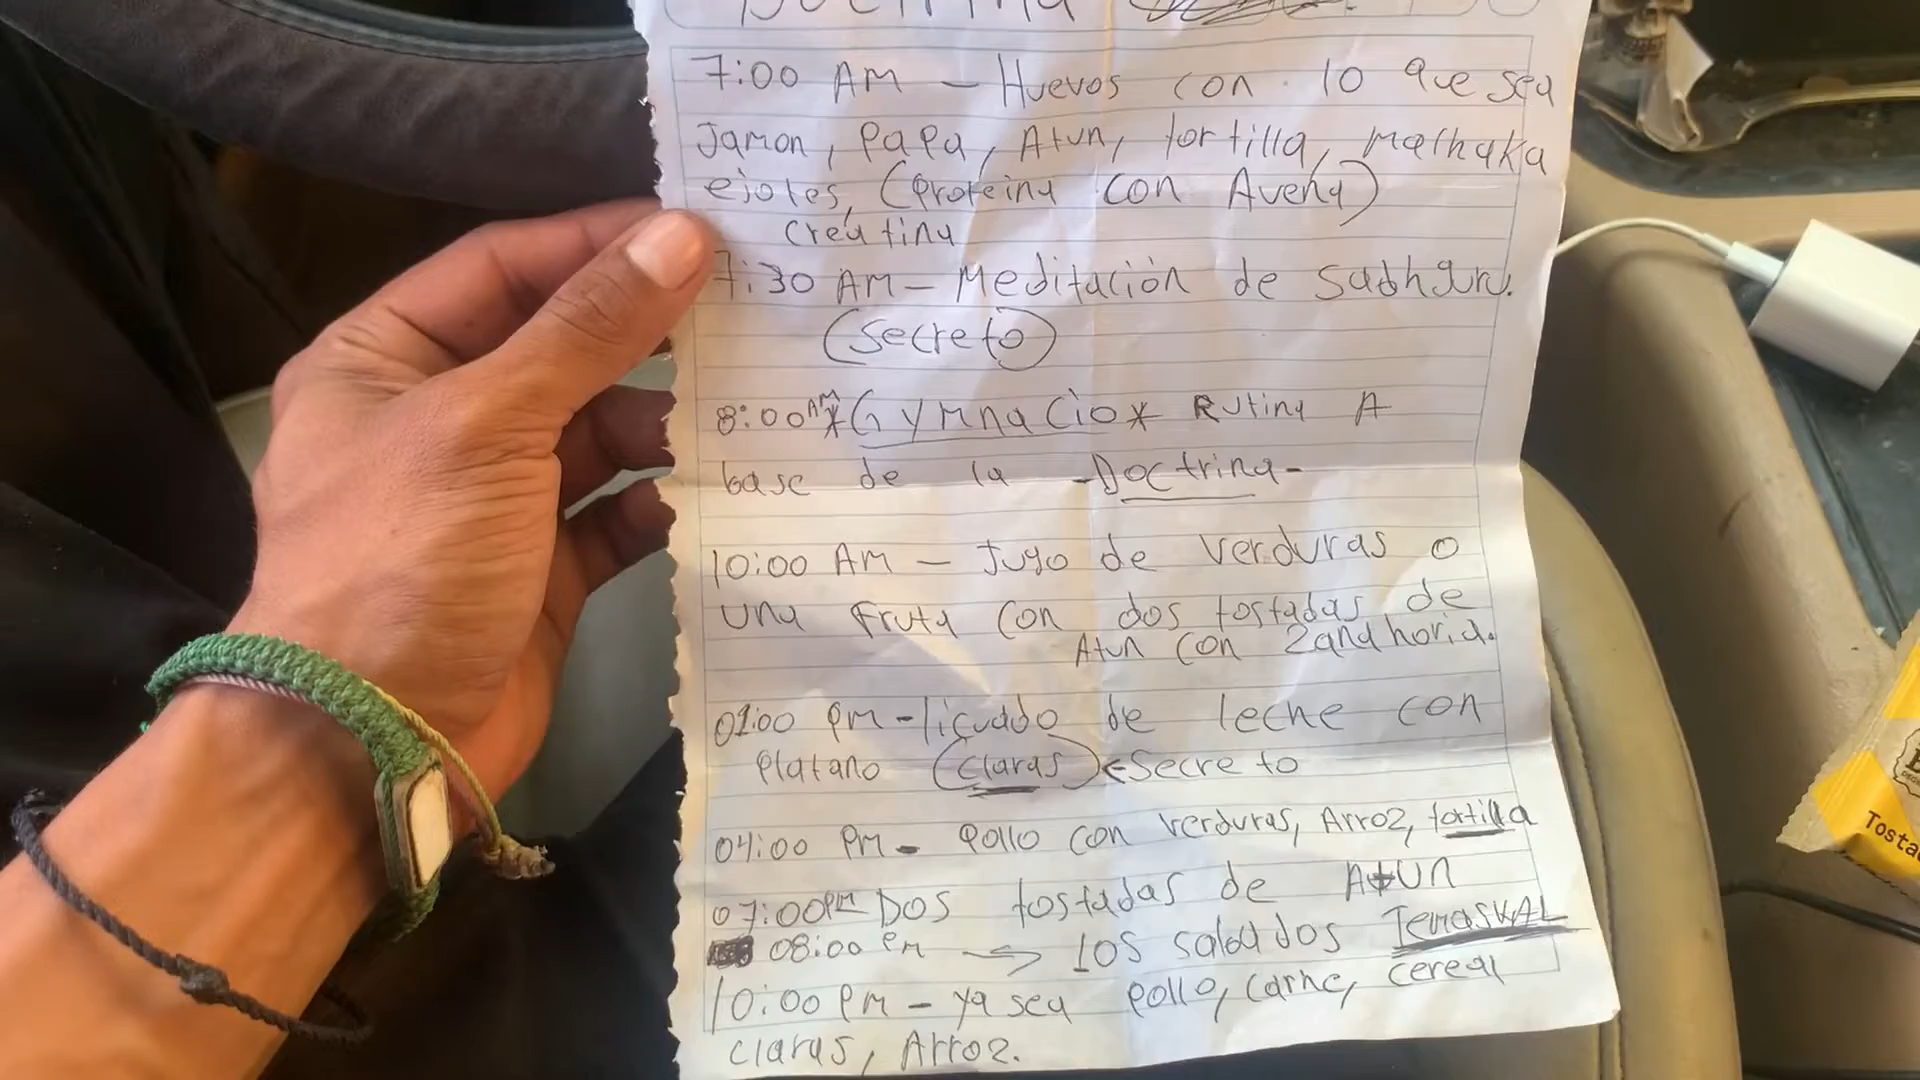 Doctrina
7:00 AM - Huevos con lo que sea
Jamon, Papa, Atun, tortilla, Malhaka
ejotes, (Proteina con Avena)
Creatina
7:30 AM - Meditación de Sadhguru.
(Secreto)
8:00 AM *Gymnacio* Rutina A
base de la -Doctrina-
10:00 AM - Jugo de Verduras o
una fruta con dos tostadas de
Atun con Zanahoria.
01:00 PM - licuado de leche con
Platano (Claras) ← Secreto
04:00 PM - Pollo con verduras, Arroz, tortilla
07:00 PM Dos tostadas de Atun
08:00 PM → los sabados TemasKAL
10:00 PM - ya sea pollo, carne, cereal
claras, Arroz.
Tosta